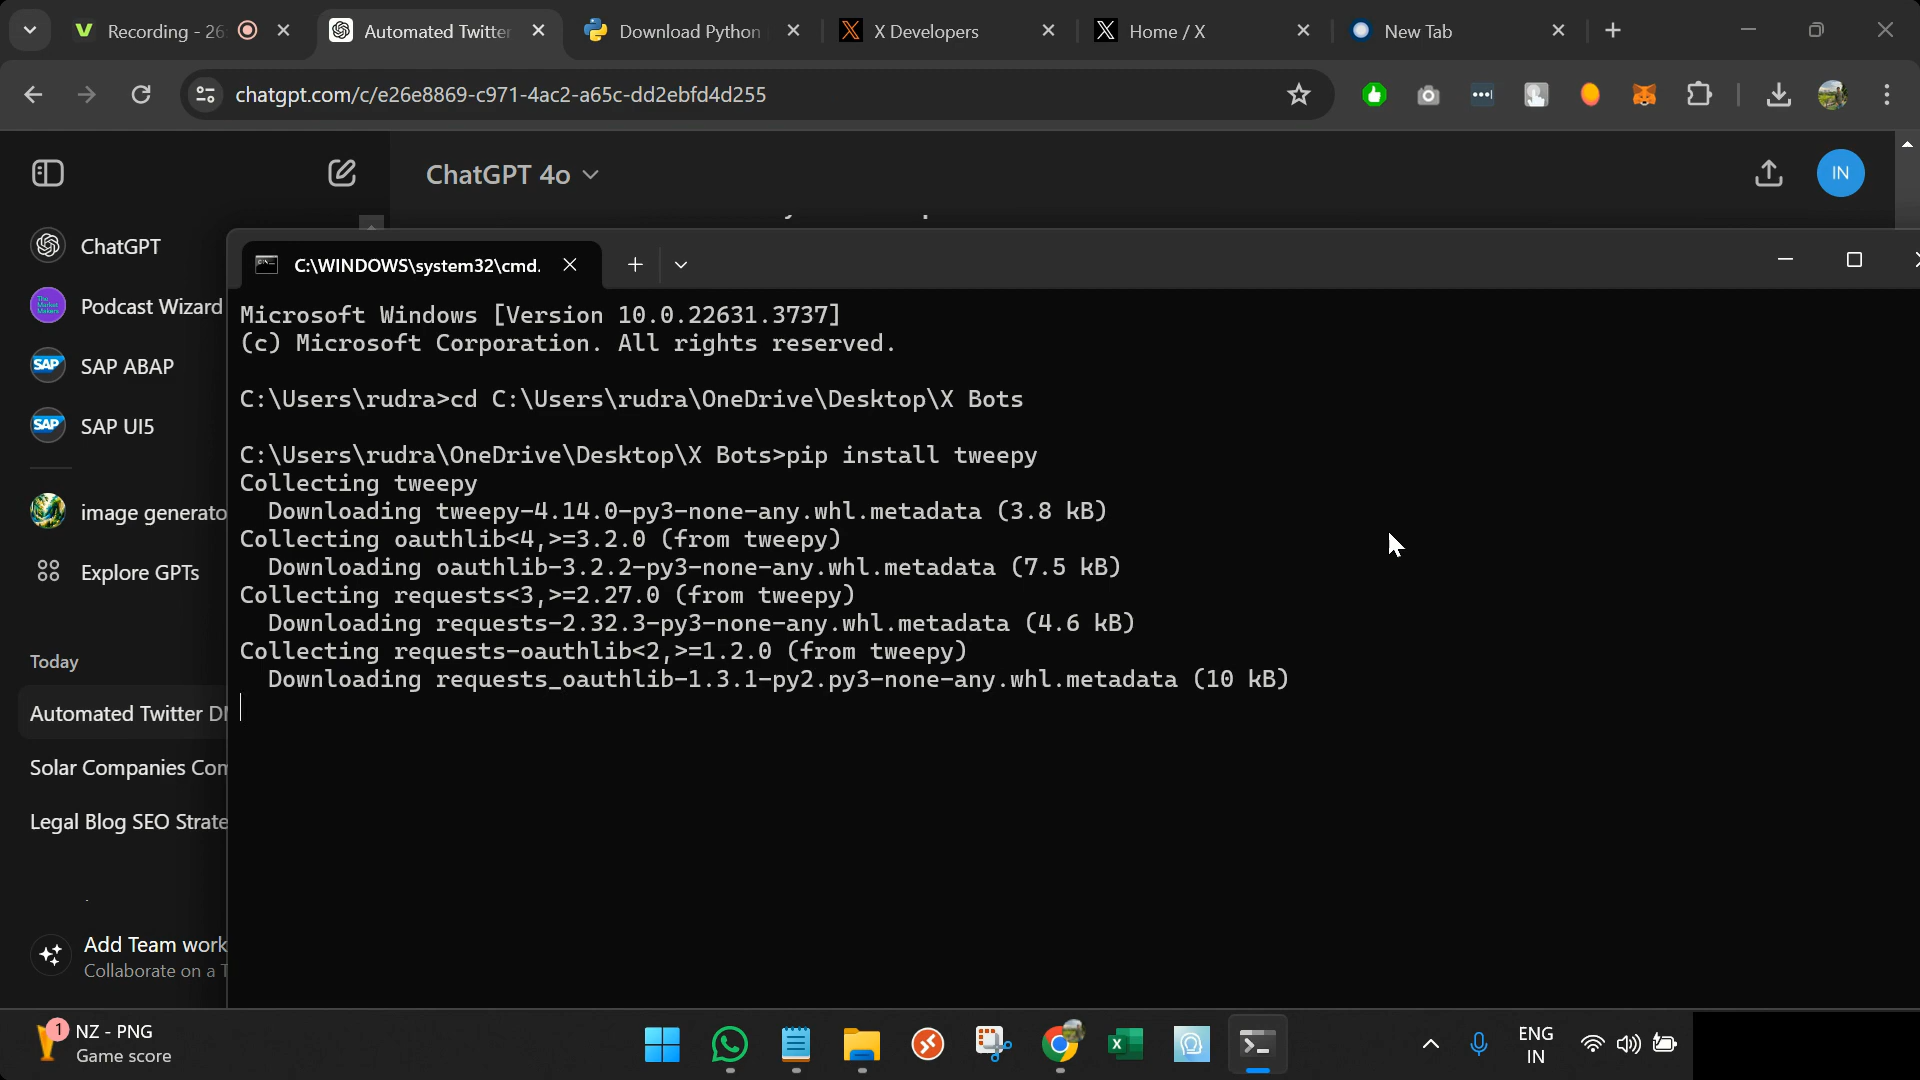 Recording - 26
Automated Twitter
Download Python
X Developers
Home / X
New Tab
chatgpt.com/c/e26e8869-c971-4ac2-a65c-dd2ebfd4d255
ChatGPT 4o
IN
ChatGPT
Podcast Wizard
SAP ABAP
SAP UI5
image generato
Explore GPTs
Today
Automated Twitter D
Solar Companies Com
Legal Blog SEO Strate
Add Team work
Collaborate on a T
C:\WINDOWS\system32\cmd.
Microsoft Windows [Version 10.0.22631.3737]
(c) Microsoft Corporation. All rights reserved.
C:\Users\rudra>cd C:\Users\rudra\OneDrive\Desktop\X Bots
C:\Users\rudra\OneDrive\Desktop\X Bots>pip install tweepy
Collecting tweepy
Downloading tweepy-4.14.0-py3-none-any.whl.metadata (3.8 kB)
Collecting oauthlib<4,>=3.2.0 (from tweepy)
Downloading oauthlib-3.2.2-py3-none-any.whl.metadata (7.5 kB)
Collecting requests<3,>=2.27.0 (from tweepy)
Downloading requests-2.32.3-py3-none-any.whl.metadata (4.6 kB)
Collecting requests-oauthlib<2,>=1.2.0 (from tweepy)
Downloading requests_oauthlib-1.3.1-py2.py3-none-any.whl.metadata (10 kB)
1
NZ - PNG
Game score
ENG
IN